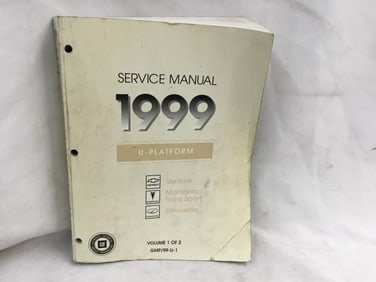 SERVICE MANUAL
1999
U-PLATFORM
Venture
Montana/
Trans Sport
Silhouette
VOLUME 1 OF 2
GMP/99-U-1